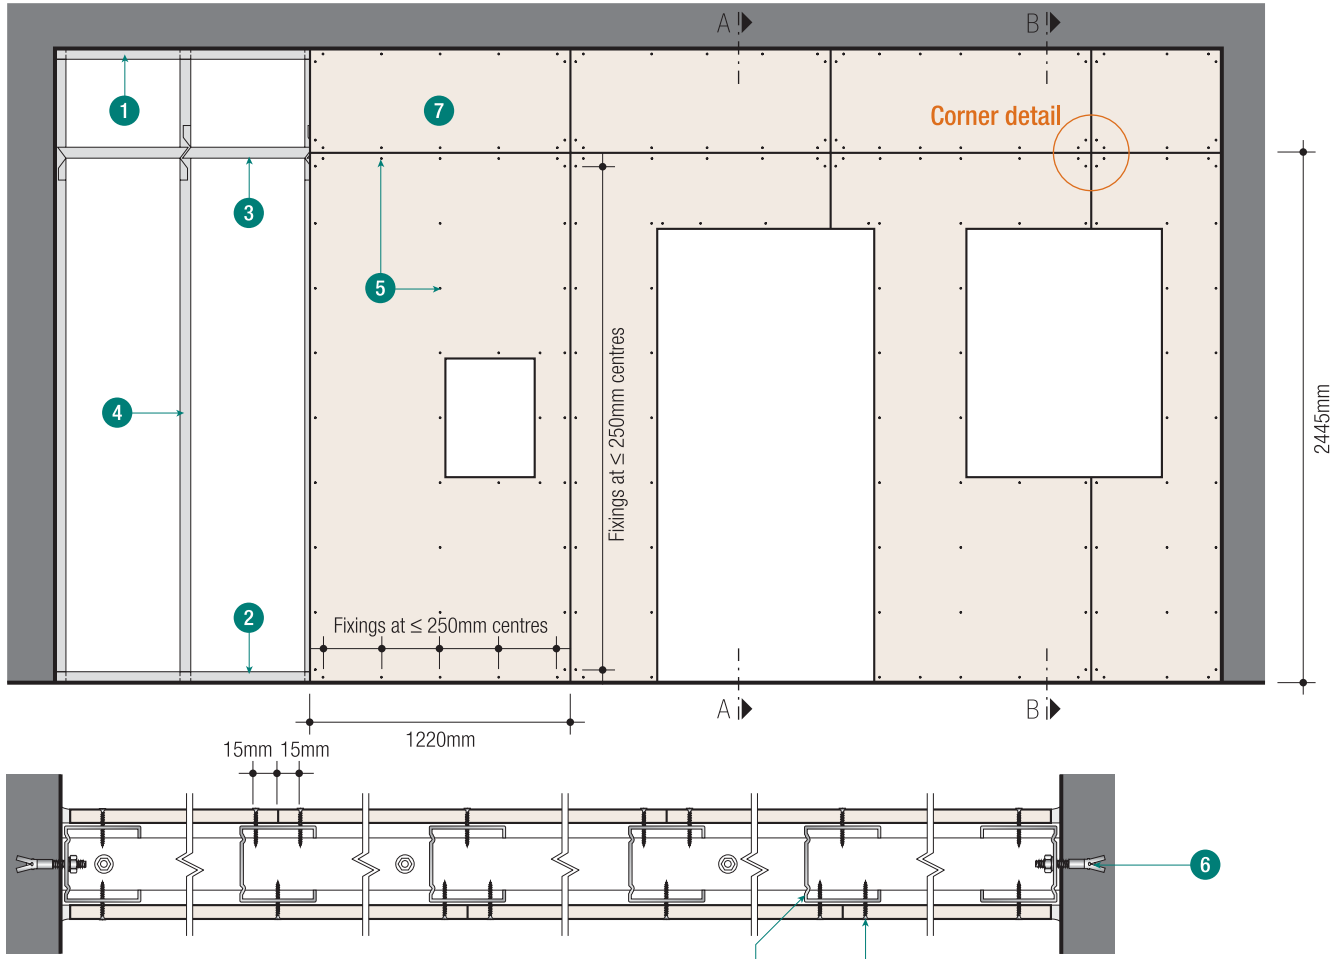 A B
1 7
Corner detail
3
5
4
Fixings at ≤ 250mm centres
2445mm
2
Fixings at ≤ 250mm centres
A B
1220mm
15mm 15mm
6